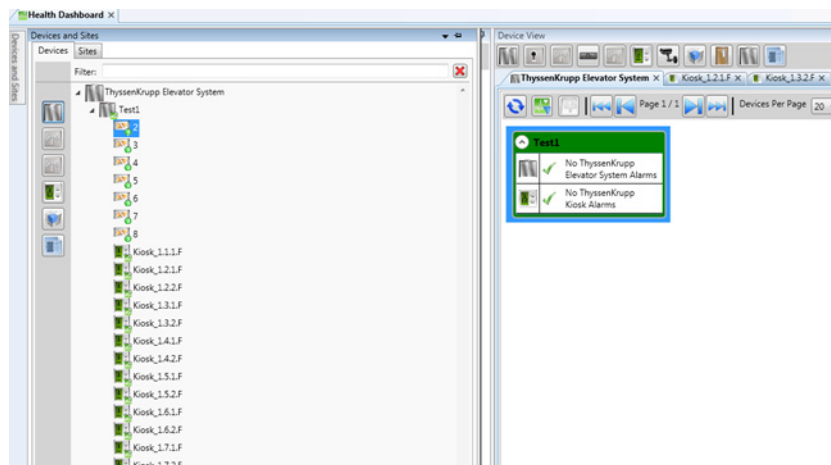 Health Dashboard ×
Devices and Sites
Devices and Sites
Devices Sites
Filter:
ThyssenKrupp Elevator System
Test1
2
3
4
5
6
7
8
Kiosk_1.1.1.F
Kiosk_1.2.1.F
Kiosk_1.2.2.F
Kiosk_1.3.1.F
Kiosk_1.3.2.F
Kiosk_1.4.1.F
Kiosk_1.4.2.F
Kiosk_1.5.1.F
Kiosk_1.5.2.F
Kiosk_1.6.1.F
Kiosk_1.6.2.F
Kiosk_1.7.1.F
Kiosk_1.7.2.F
Device View
ThyssenKrupp Elevator System × Kiosk_1.2.1.F × Kiosk_1.3.2.F ×
Page 1 / 1 Devices Per Page 20
Test1
No ThyssenKrupp
Elevator System Alarms
No ThyssenKrupp
Kiosk Alarms